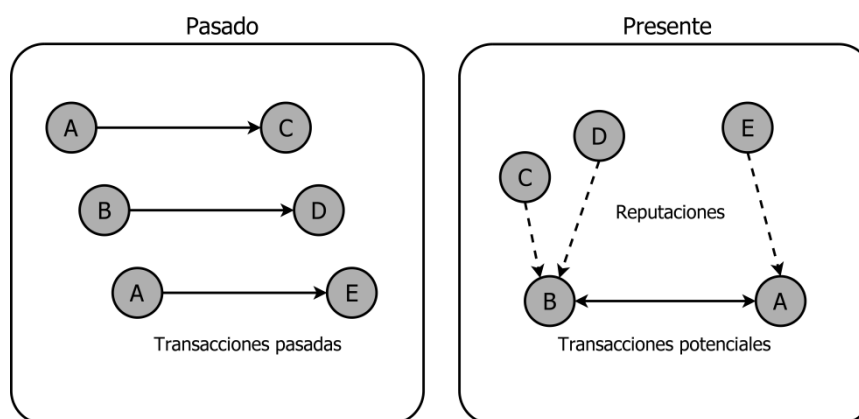 Pasado
A
C
B
D
A
E
Transacciones pasadas
Presente
D
E
C
Reputaciones
B
A
Transacciones potenciales